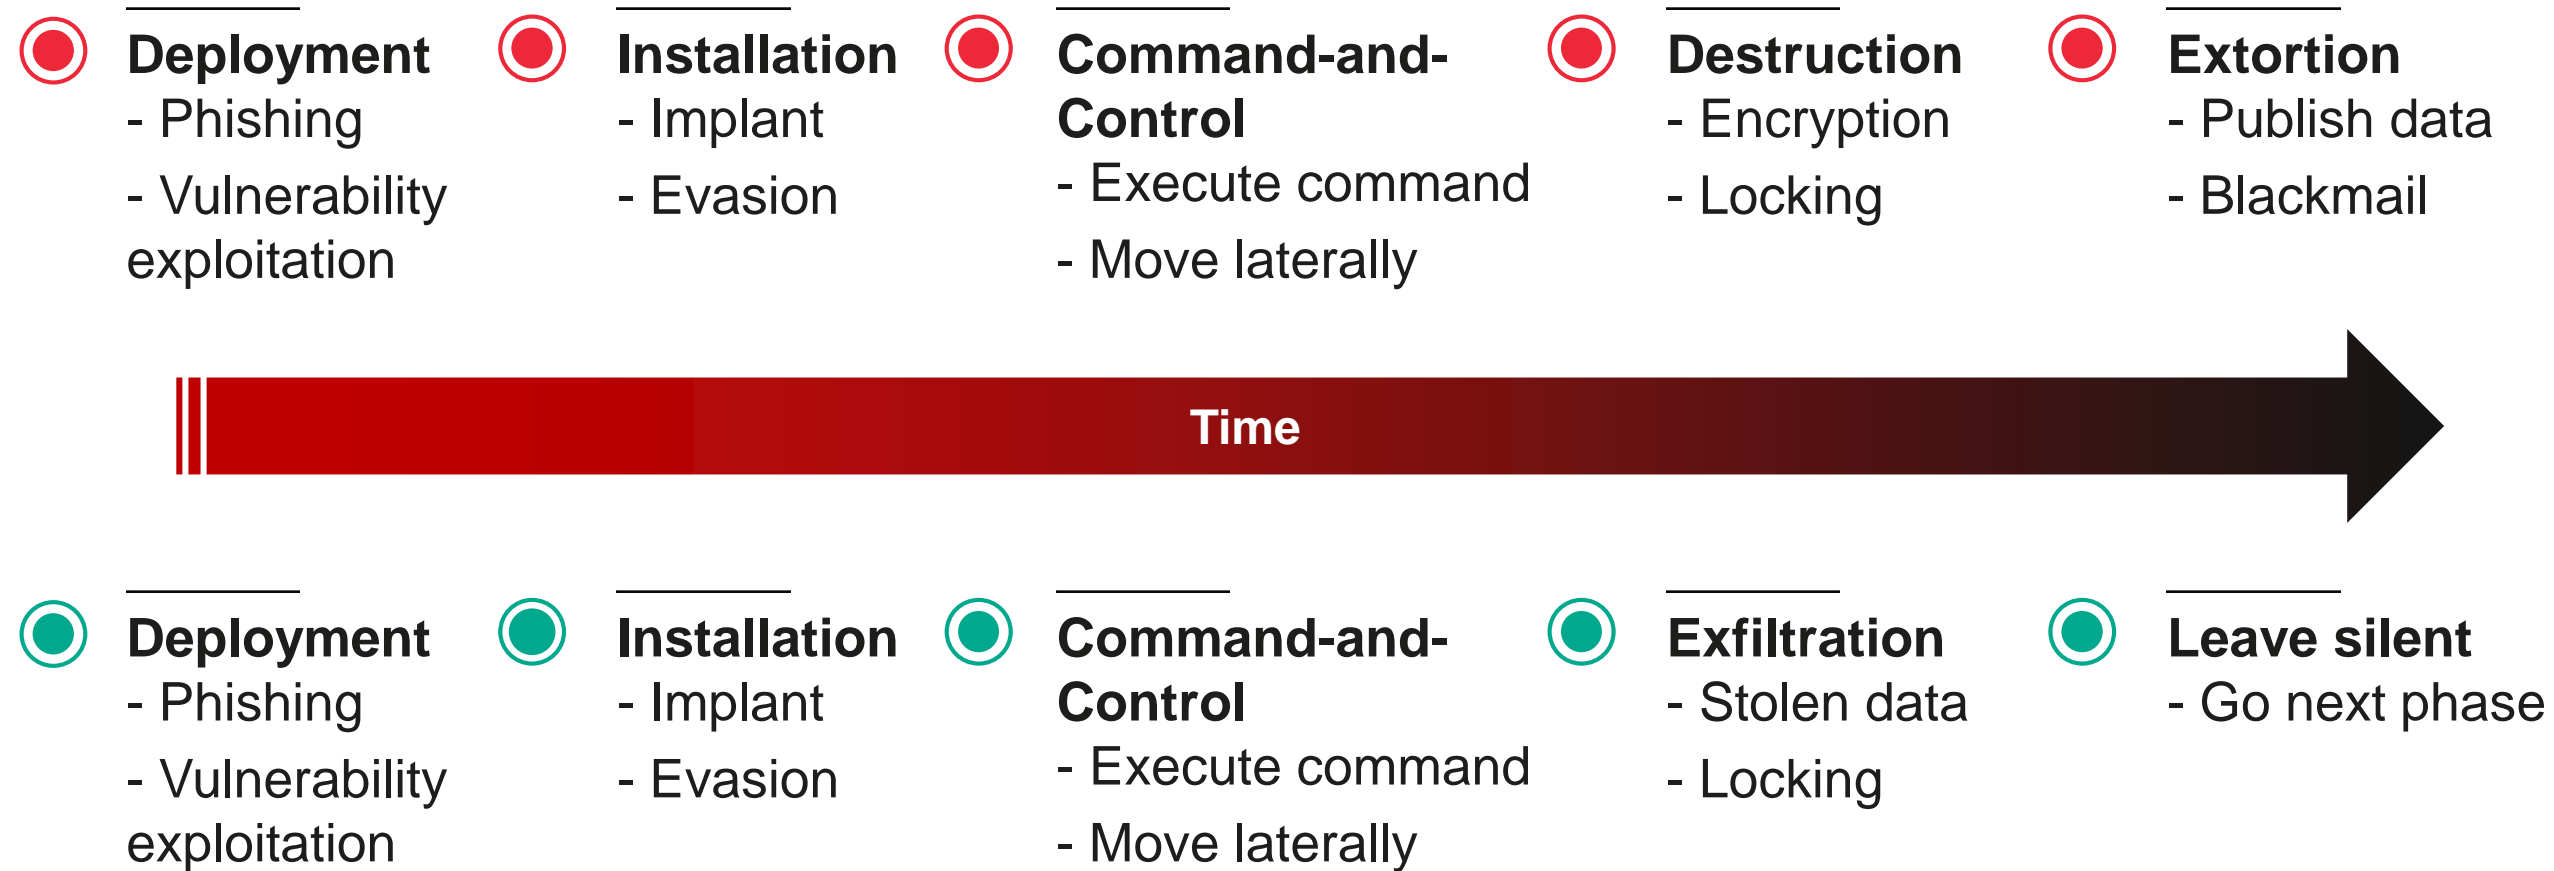 Deployment
- Phishing
- Vulnerability
exploitation
Installation
- Implant
- Evasion
Command-and-
Control
- Execute command
- Move laterally
Destruction
- Encryption
- Locking
Extortion
- Publish data
- Blackmail
Time
Deployment
- Phishing
- Vulnerability
exploitation
Installation
- Implant
- Evasion
Command-and-
Control
- Execute command
- Move laterally
Exfiltration
- Stolen data
- Locking
Leave silent
- Go next phase